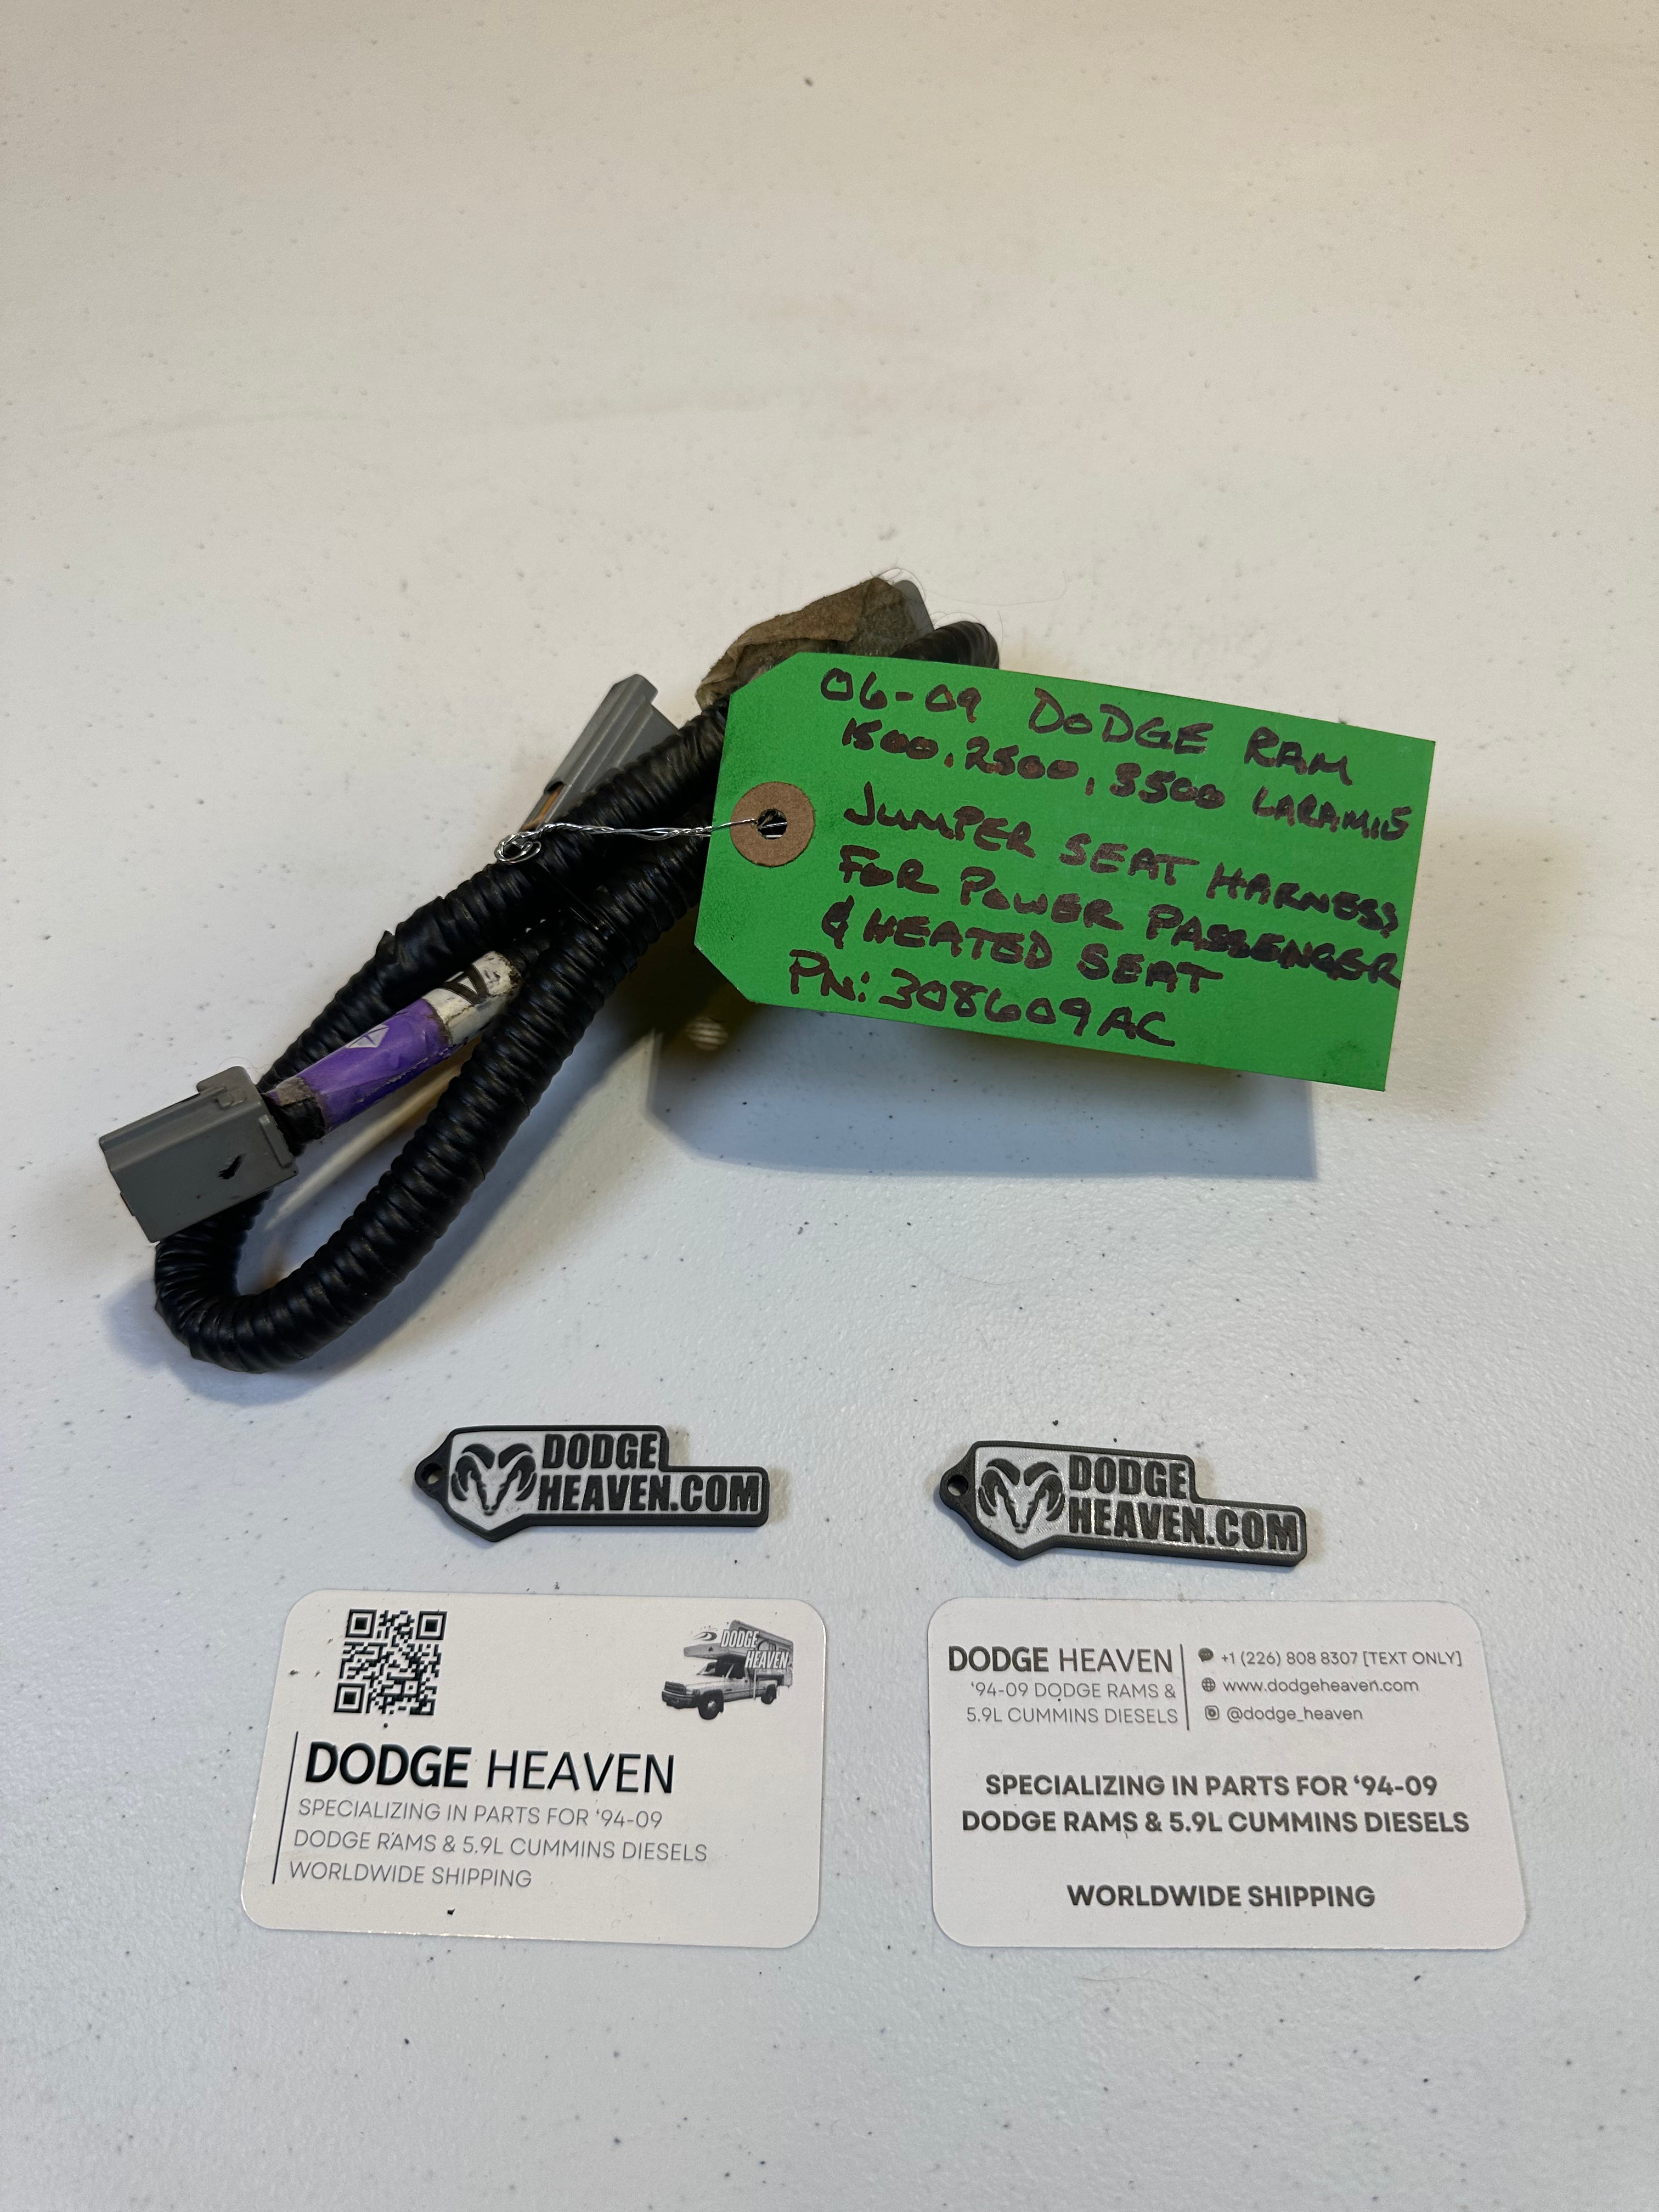 06-09 DODGE RAM
1500, 2500, 3500 LARAMIE
JUMPER SEAT HARNESS
FOR POWER PASSENGER
& HEATED SEAT
PN: 308609AC
DODGE
HEAVEN.COM
DODGE
HEAVEN.COM
DODGE
HEAVEN
DODGE HEAVEN
SPECIALIZING IN PARTS FOR ‘94-09
DODGE RAMS & 5.9L CUMMINS DIESELS
WORLDWIDE SHIPPING
DODGE HEAVEN
‘94-09 DODGE RAMS &
5.9L CUMMINS DIESELS
+1 (226) 808 8307 [TEXT ONLY]
www.dodgeheaven.com
@dodge_heaven
SPECIALIZING IN PARTS FOR ‘94-09
DODGE RAMS & 5.9L CUMMINS DIESELS
WORLDWIDE SHIPPING